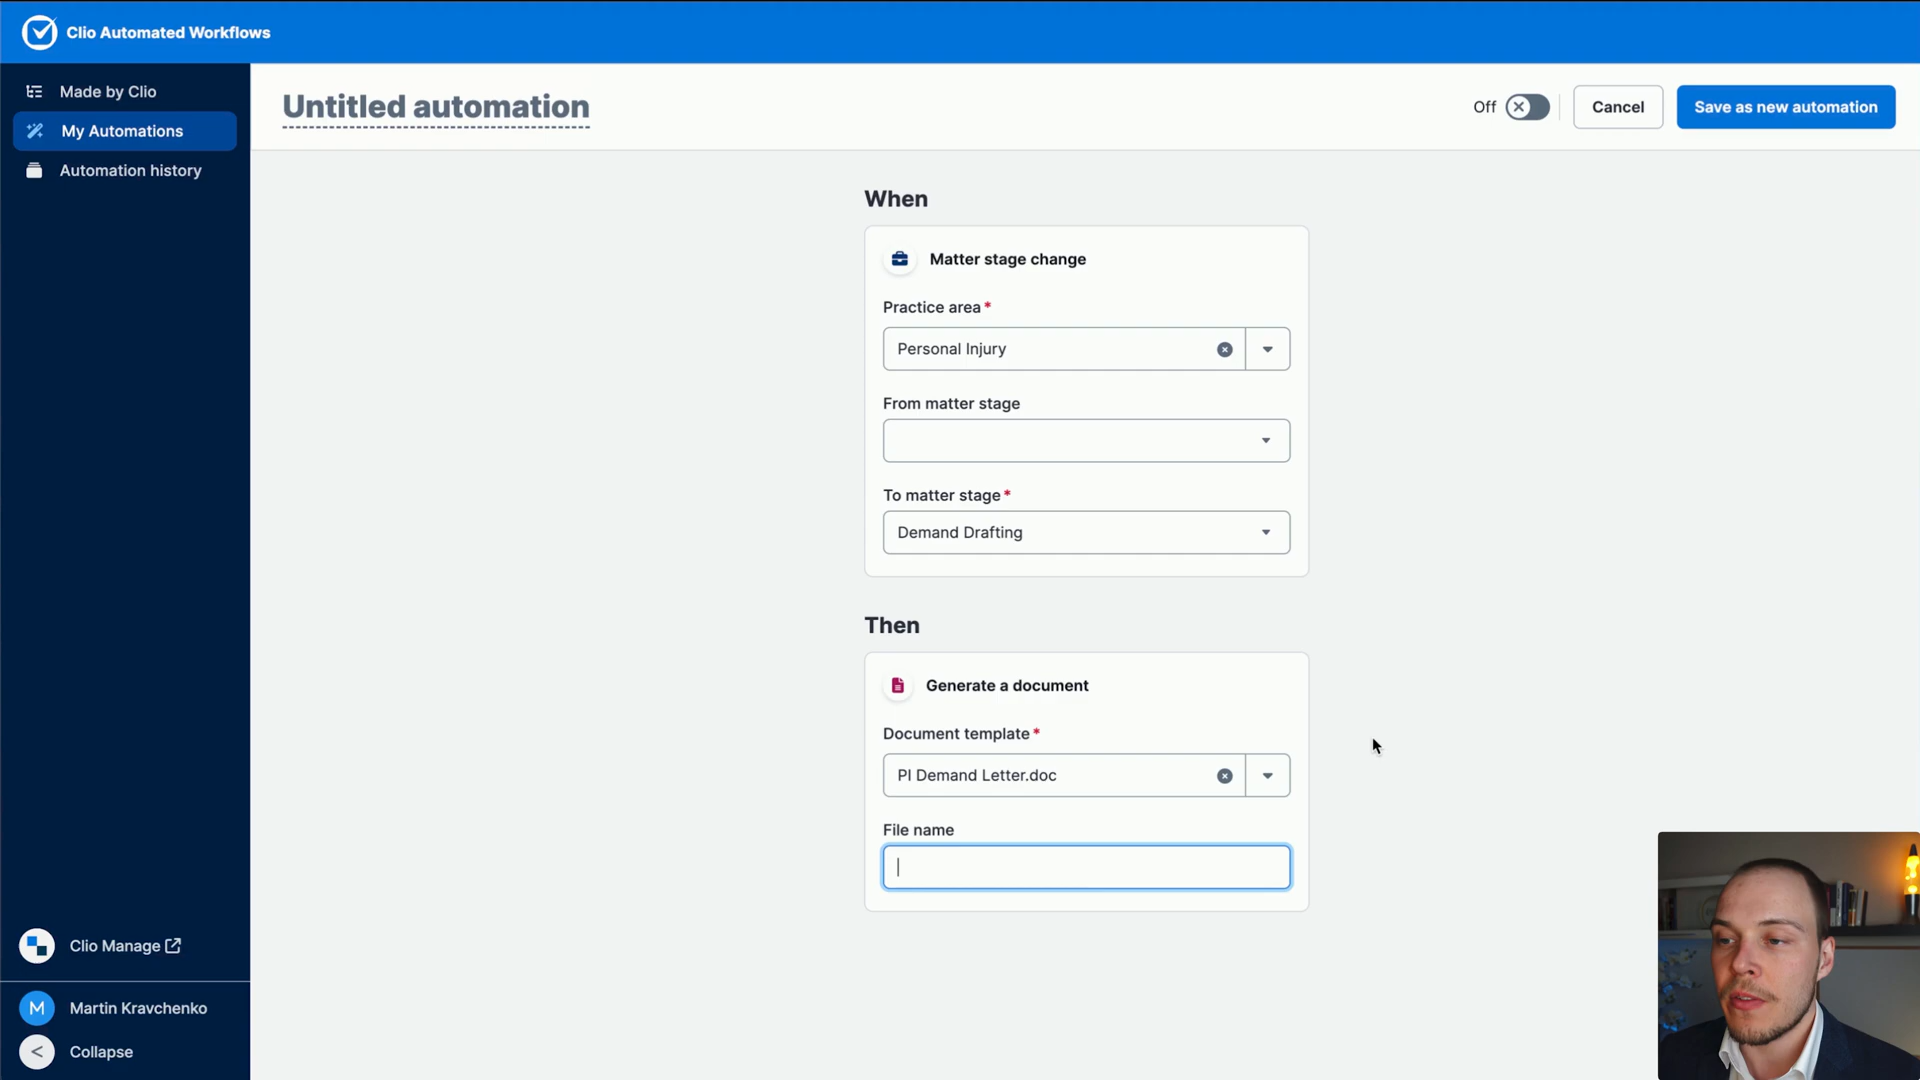 Clio Automated Workflows
Made by Clio
My Automations
Automation history
Untitled automation
Off
Cancel
Save as new automation
When
Matter stage change
Practice area*
Personal Injury
From matter stage
To matter stage*
Demand Drafting
Then
Generate a document
Document template*
PI Demand Letter.doc
File name
Clio Manage
M
Martin Kravchenko
Collapse